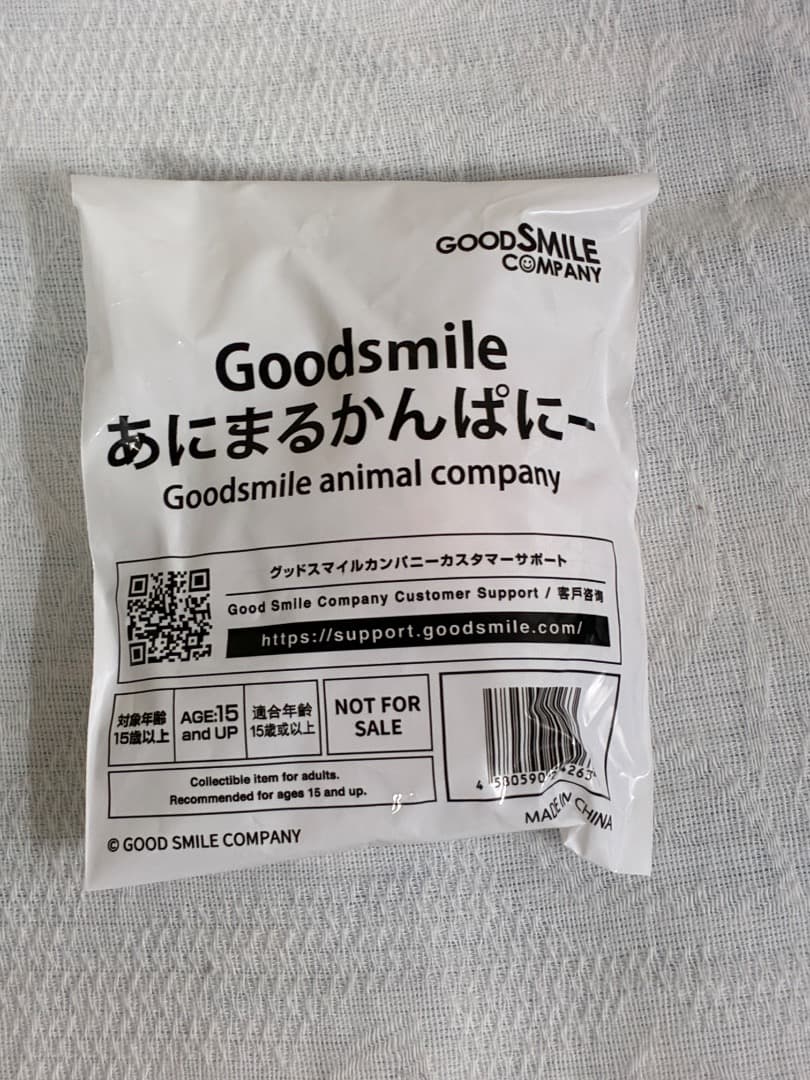 GOODSMILE
COMPANY
Goodsmile
あにまるかんぱにー
Goodsmile animal company
グッドスマイルカンパニーカスタマーサポート
Good Smile Company Customer Support / 客戸咨询
https://support.goodsmile.com/
対象年齢
15歳以上
AGE:15
and UP
適合年齢
15歳或以上
NOT FOR
SALE
Collectible item for adults.
Recommended for ages 15 and up.
MADE IN CHINA
© GOOD SMILE COMPANY